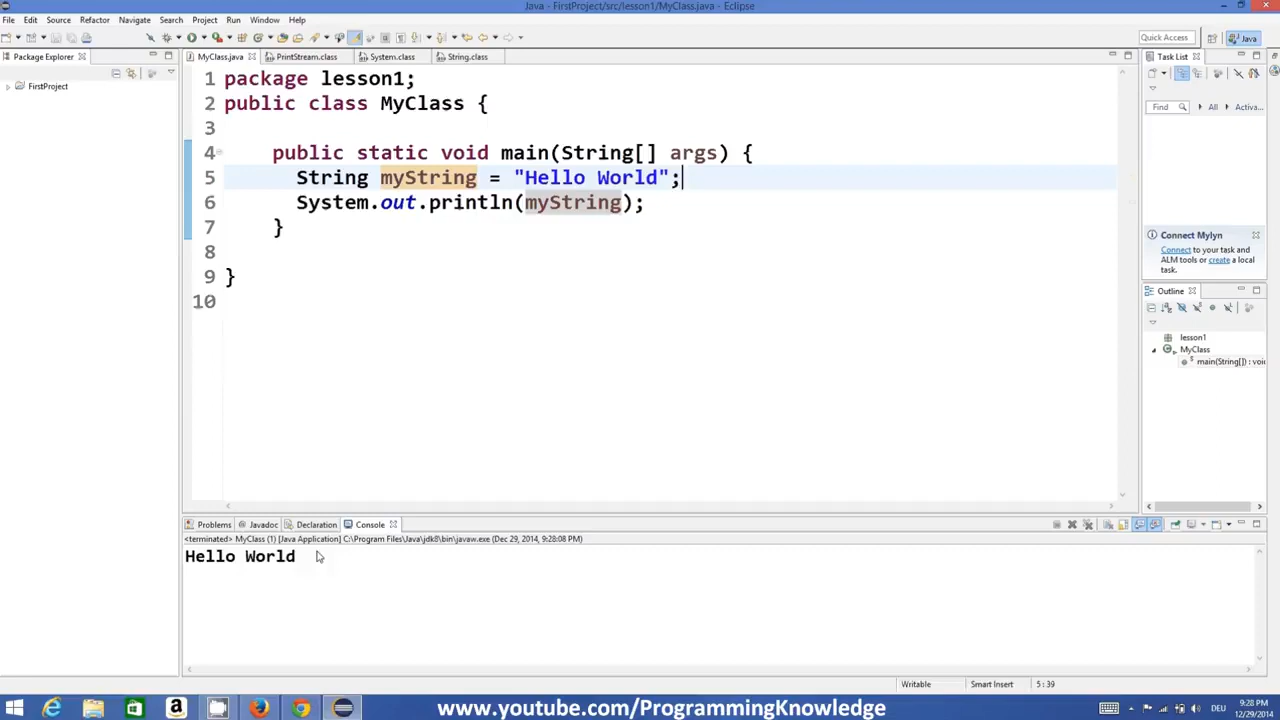 Java - FirstProject/src/lesson1/MyClass.java - Eclipse
File Edit Source Refactor Navigate Search Project Run Window Help
Quick Access Java
Package Explorer
MyClass.java PrintStream.class System.class String.class
Task List
FirstProject
Find All Activa...
1 package lesson1;
2 public class MyClass {
3
4 public static void main(String[] args) {
5 String myString = "Hello World";
6 System.out.println(myString);
7 }
8
9 }
10
Connect Mylyn
Connect to your task and
ALM tools or create a local
task.
Outline
lesson1
MyClass
main(String[]) : voi
Problems Javadoc Declaration Console
<terminated> MyClass (1) [Java Application] C:\Program Files\Java\jdk8\bin\javaw.exe (Dec 29, 2014, 9:28:08 PM)
Hello World
Writable Smart Insert 5 : 39
www.youtube.com/ProgrammingKnowledge
DEU 9:28 PM
12/29/2014